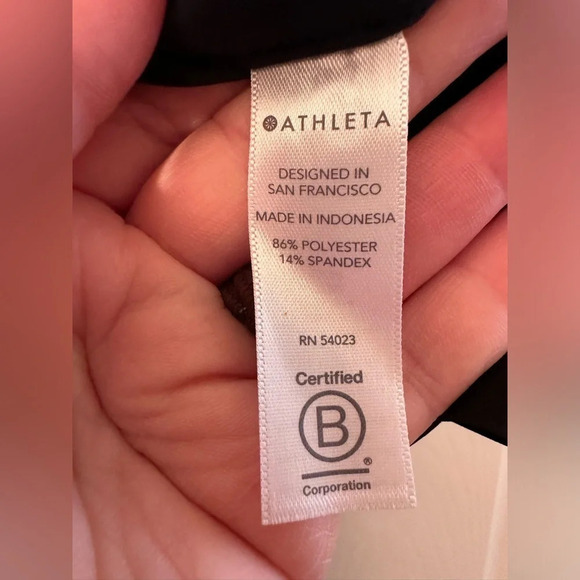 ATHLETA
DESIGNED IN
SAN FRANCISCO
MADE IN INDONESIA
86% POLYESTER
14% SPANDEX
RN 54023
Certified
B
®
Corporation